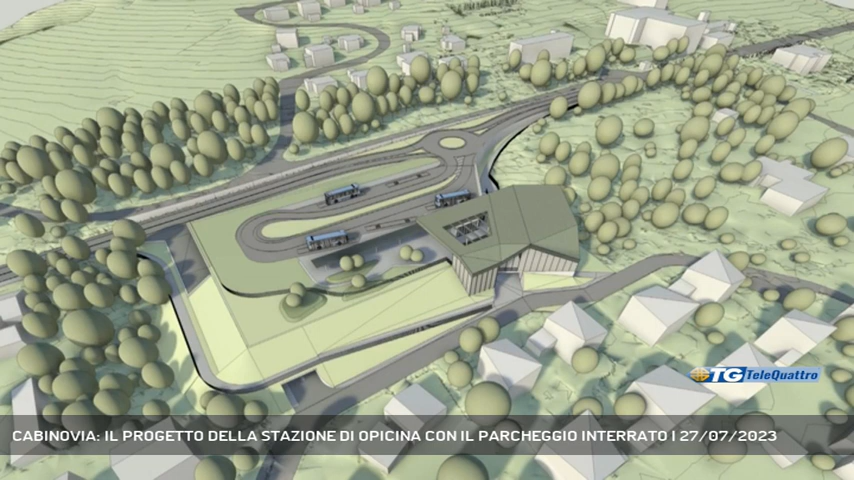 TG TeleQuattro
CABINOVIA: IL PROGETTO DELLA STAZIONE DI OPICINA CON IL PARCHEGGIO INTERRATO | 27/07/2023